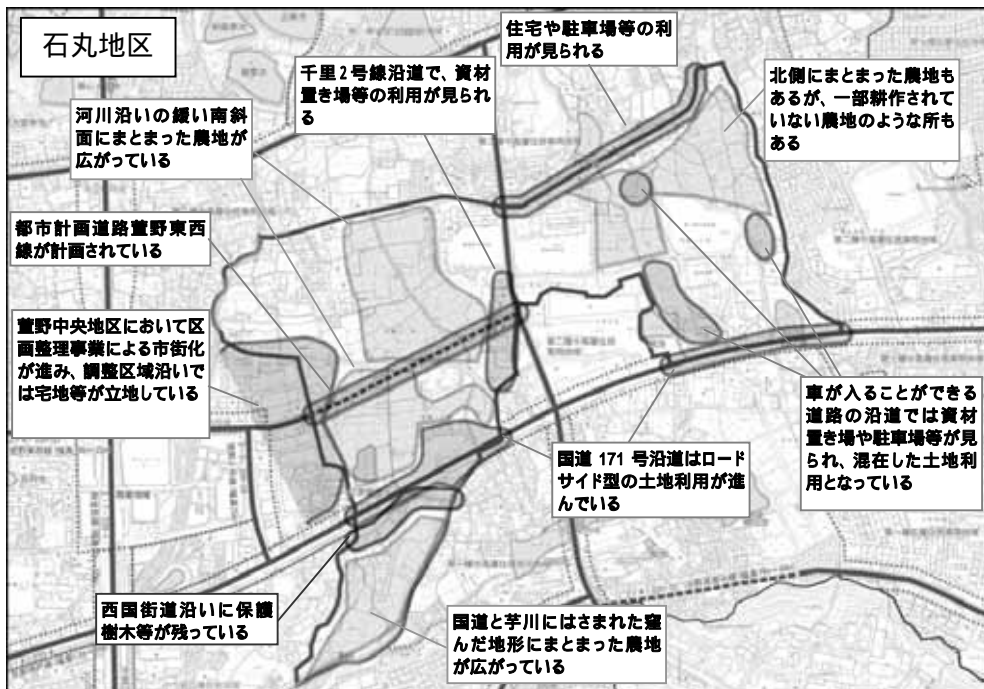 石丸地区
住宅や駐車場等の利
用が見られる
千里2号線沿道で、資材
置き場等の利用が見られ
る
北側にまとまった農地も
あるが、一部耕作されて
いない農地のような所も
ある
河川沿いの緩い南斜
面にまとまった農地が
広がっている
都市計画道路萱野東西
線が計画されている
萱野中央地区において区
画整理事業による市街化
が進み、調整区域沿いで
は宅地等が立地している
車が入ることができる
道路の沿道では資材
置き場や駐車場等が見
られ、混在した土地利
用となっている
国道 171 号沿道はロード
サイド型の土地利用が進
んでいる
西国街道沿いに保護
樹木等が残っている
国道と芋川にはさまれた窪
んだ地形にまとまった農地
が広がっている